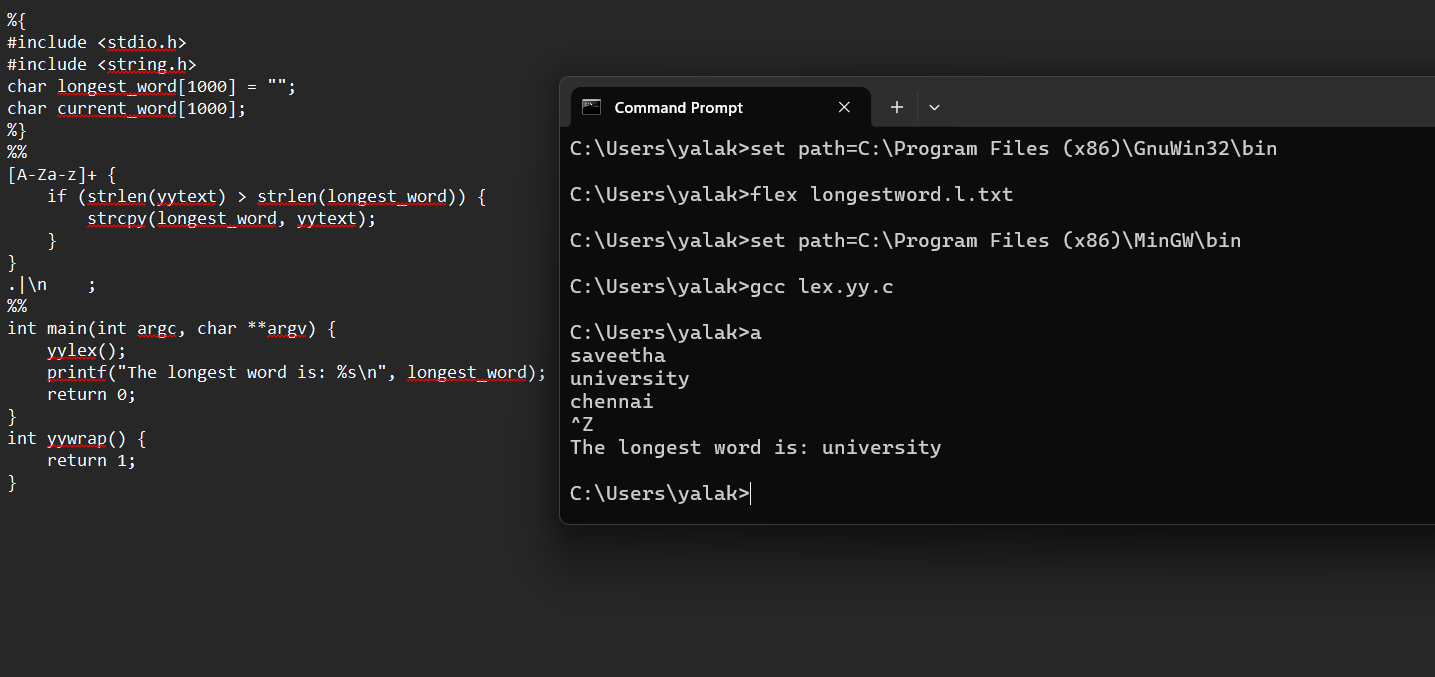 %{
#include <stdio.h>
#include <string.h>
char longest_word[1000] = "";
char current_word[1000];
%}
%%
[A-Za-z]+ {
    if (strlen(yytext) > strlen(longest_word)) {
        strcpy(longest_word, yytext);
    }
}
.|\n    ;
%%
int main(int argc, char **argv) {
    yylex();
    printf("The longest word is: %s\n", longest_word);
    return 0;
}
int yywrap() {
    return 1;
}
Command Prompt
C:\Users\yalak>set path=C:\Program Files (x86)\GnuWin32\bin
C:\Users\yalak>flex longestword.l.txt
C:\Users\yalak>set path=C:\Program Files (x86)\MinGW\bin
C:\Users\yalak>gcc lex.yy.c
C:\Users\yalak>a
saveetha
university
chennai
^Z
The longest word is: university
C:\Users\yalak>